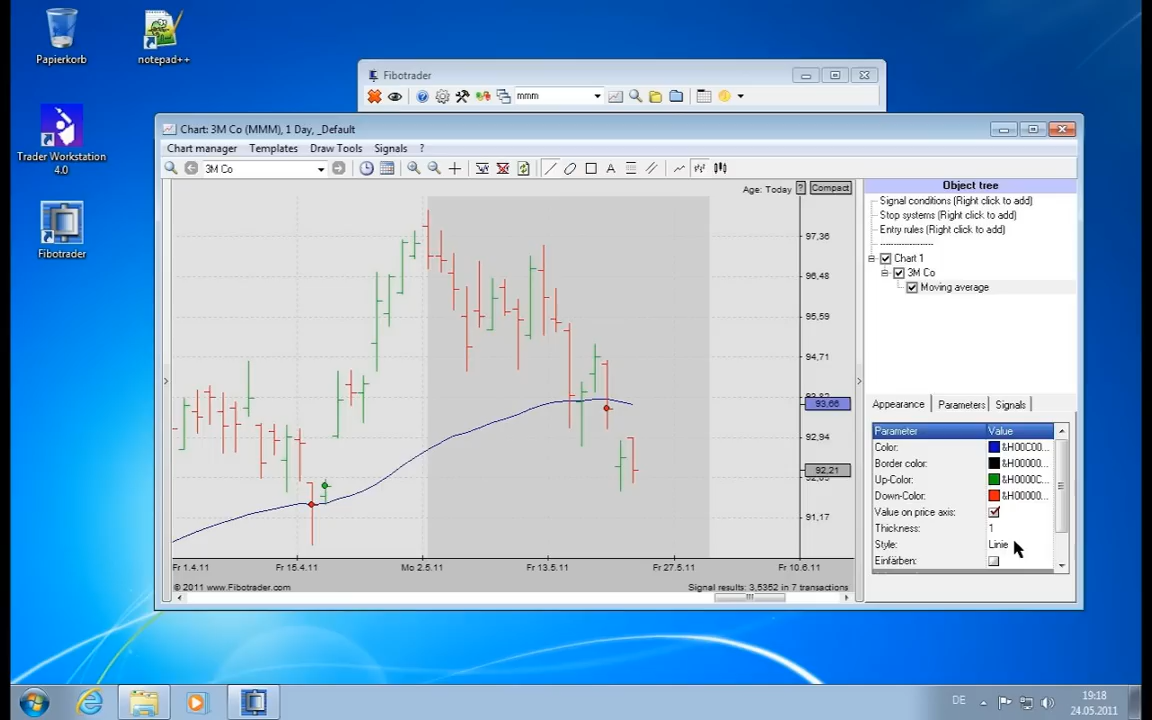 Papierkorb
notepad++
Trader Workstation
4.0
Fibotrader
Fibotrader
mmm
Chart: 3M Co (MMM), 1 Day, _Default
Chart manager Templates Draw Tools Signals ?
3M Co
A
Age: Today ? Compact
97,36
96,48
95,59
94,71
93,66
92,94
92,21
91,17
Fr 1.4.11 Fr 15.4.11 Mo 2.5.11 Fr 13.5.11 Fr 27.5.11 Fr 10.6.11
© 2011 www.Fibotrader.com Signal results: 3,5352 in 7 transactions
Object tree
Signal conditions (Right click to add)
Stop systems (Right click to add)
Entry rules (Right click to add)
--------------------
Chart 1
3M Co
Moving average
Appearance Parameters Signals
Parameter Value
Color: &H00C00...
Border color: &H00000...
Up-Color: &H0000C...
Down-Color: &H00000...
Value on price axis:
Thickness: 1
Style: Linie
Einfärben:
DE
19:18
24.05.2011